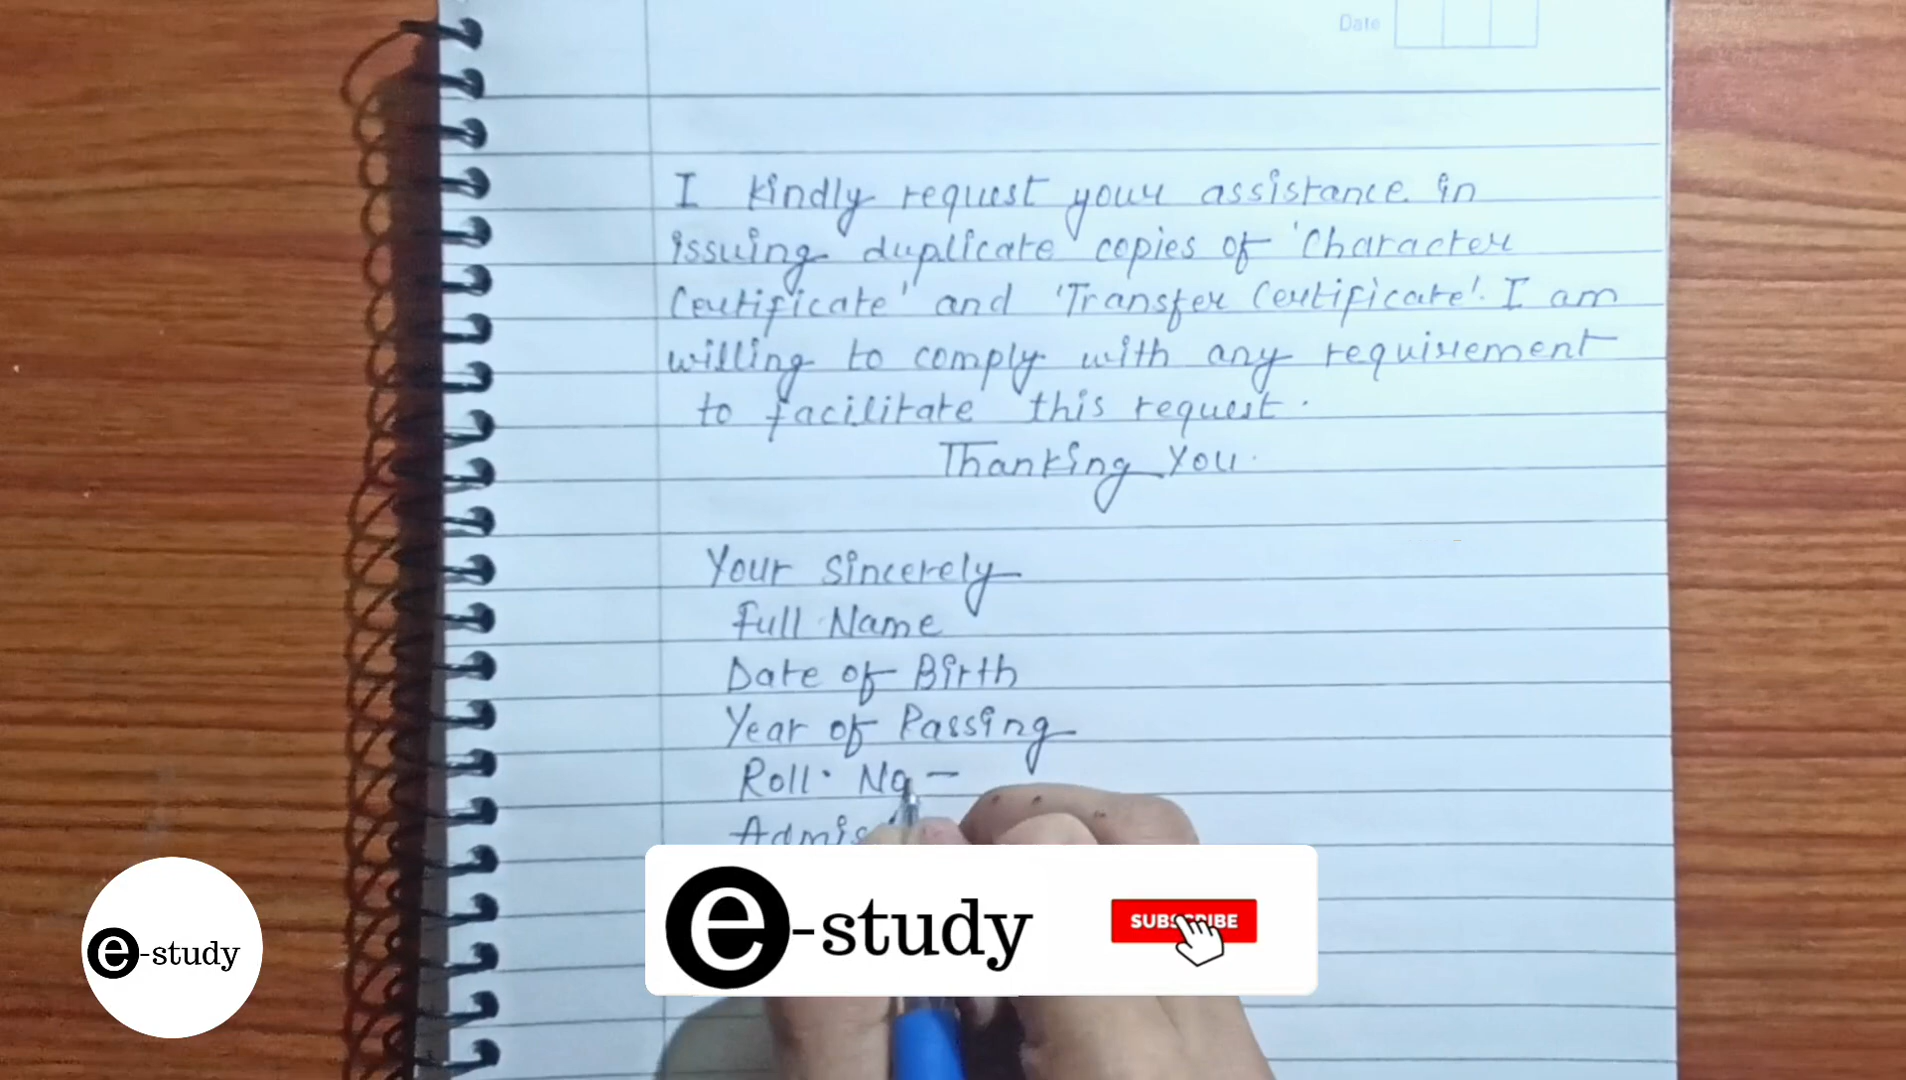 Date
I kindly request your assistance in
issuing duplicate copies of 'Character
Certificate' and 'Transfer Certificate'. I am
willing to comply with any requirement
to facilitate this request.
Thanking You.
Your Sincerely
Full Name
Date of Birth
Year of Passing
Roll. No -
e-study
SUBSCRIBE
e-study